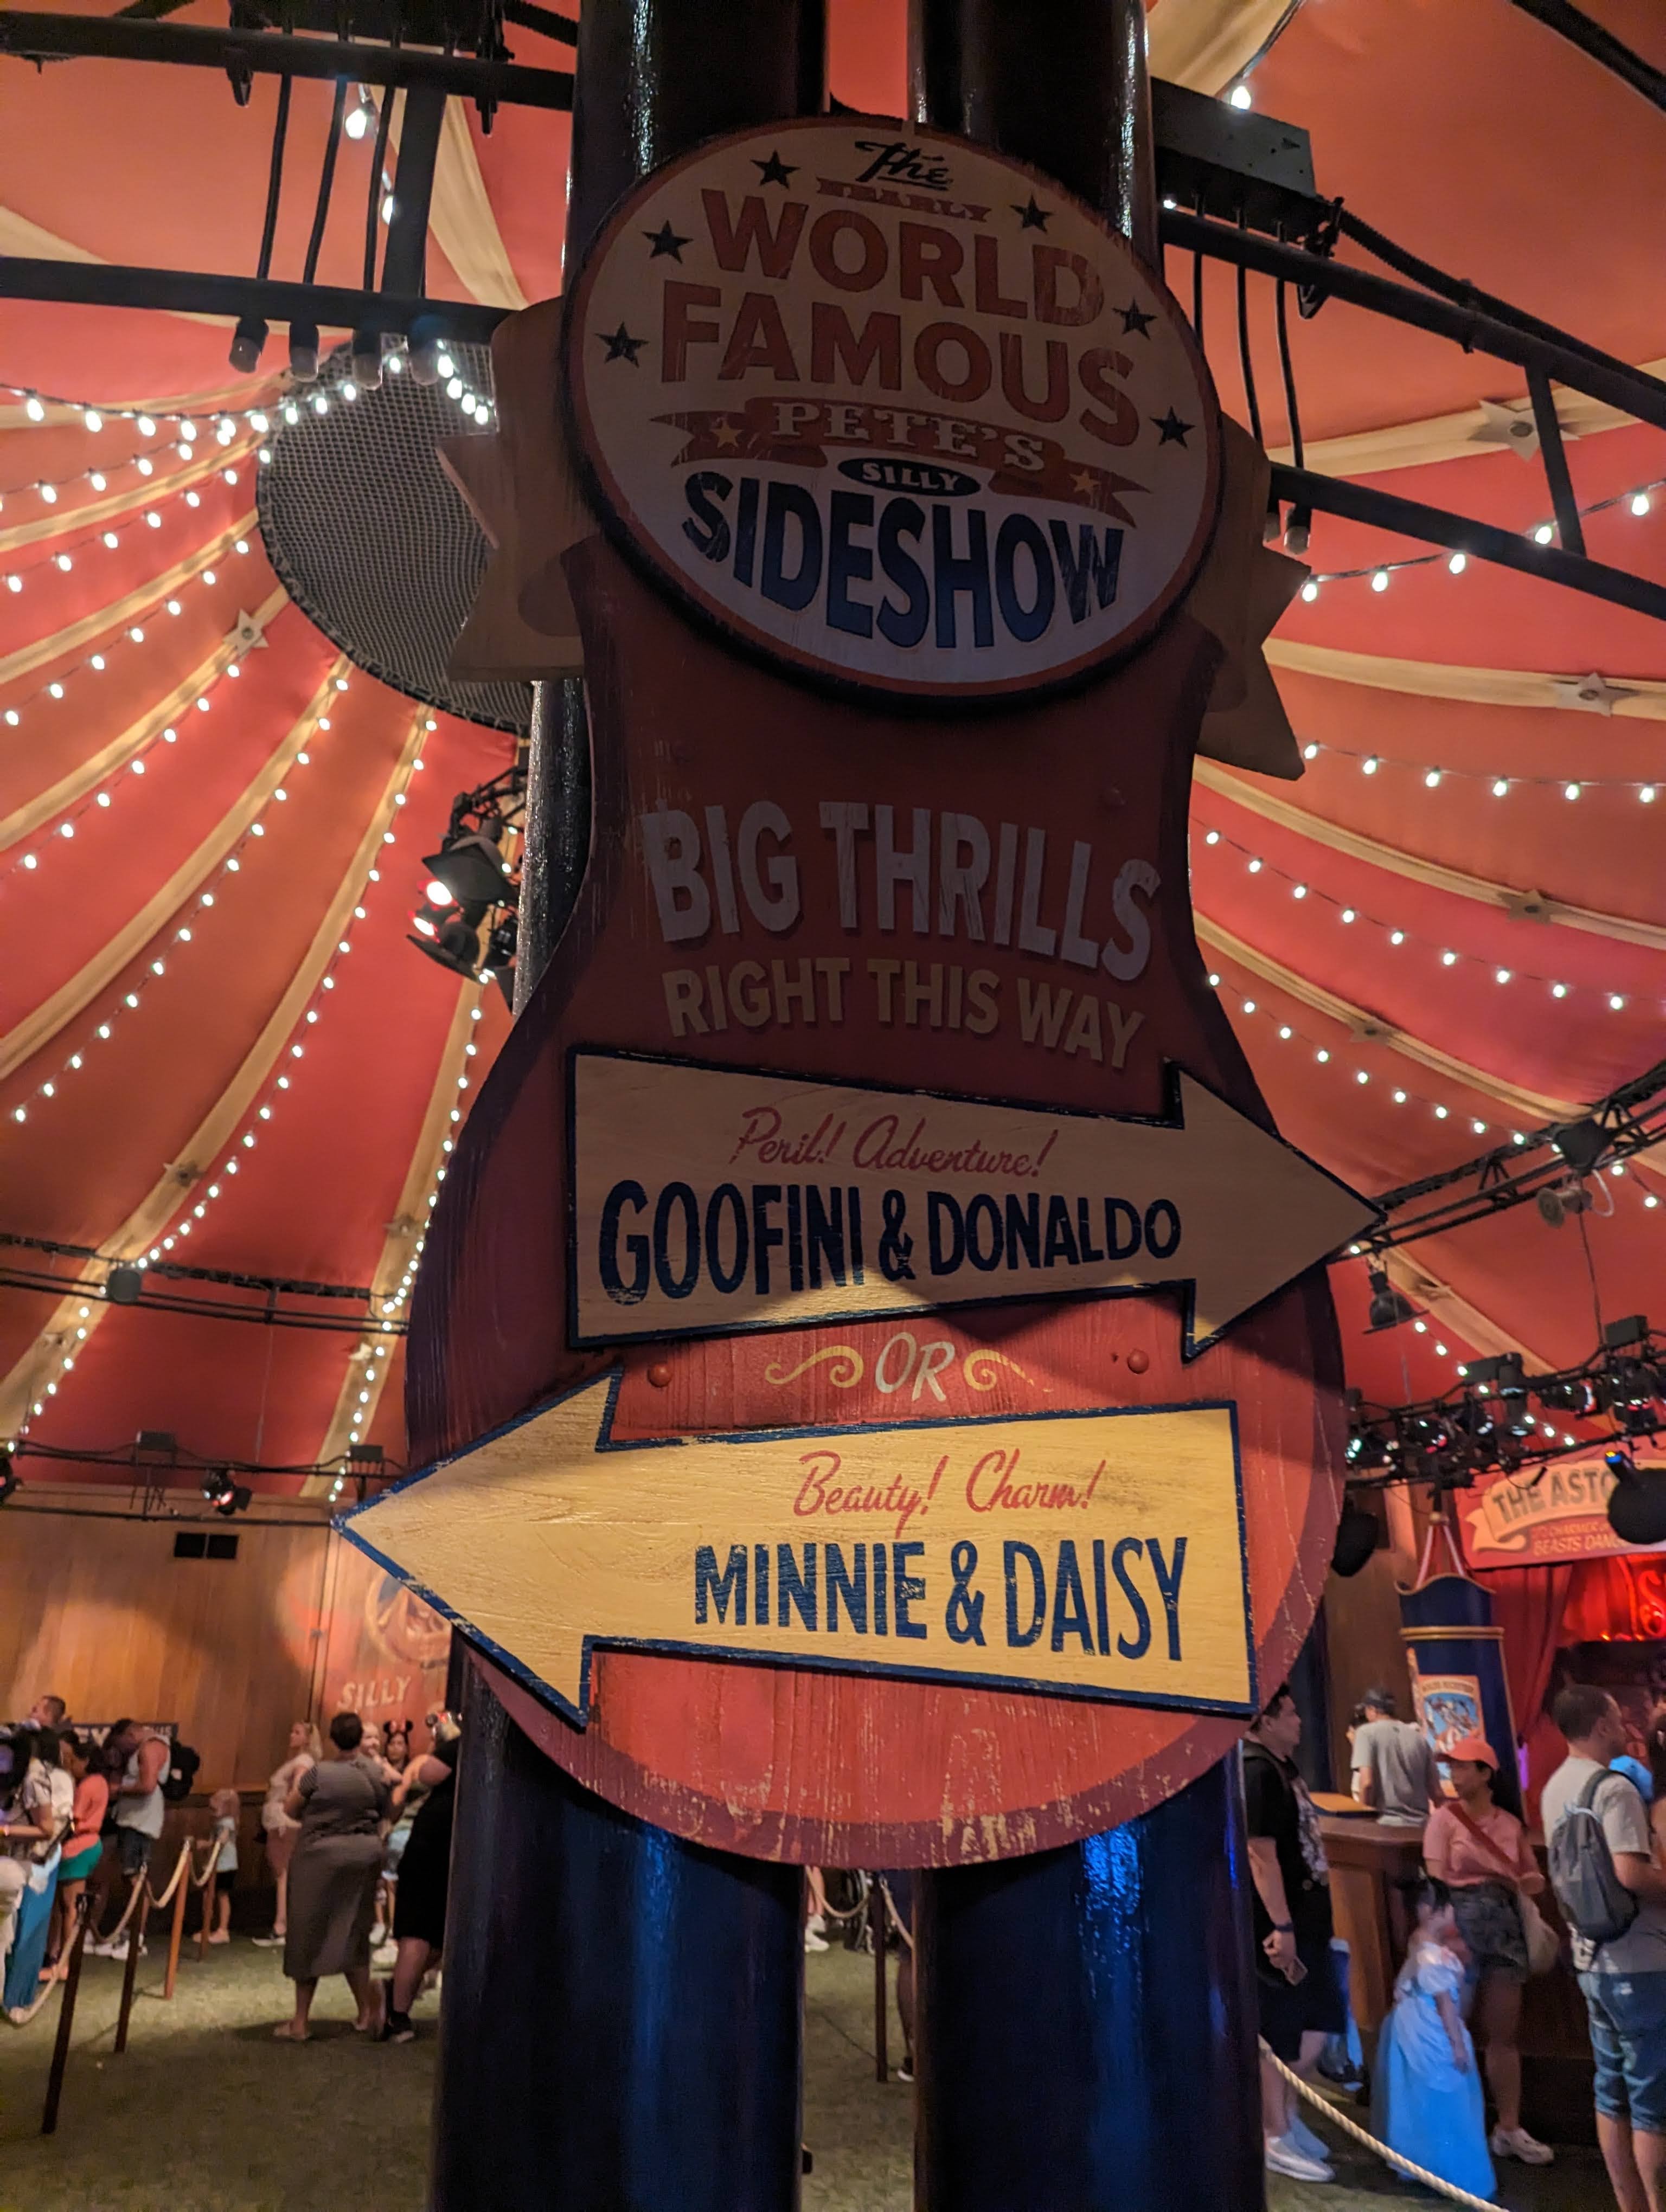 The
NEARLY
WORLD
FAMOUS
PETE'S
SILLY
SIDESHOW
BIG THRILLS
RIGHT THIS WAY
Peril! Adventure!
GOOFINI & DONALDO
OR
Beauty! Charm!
MINNIE & DAISY
THE ASTO
BEASTS DANC
SILLY